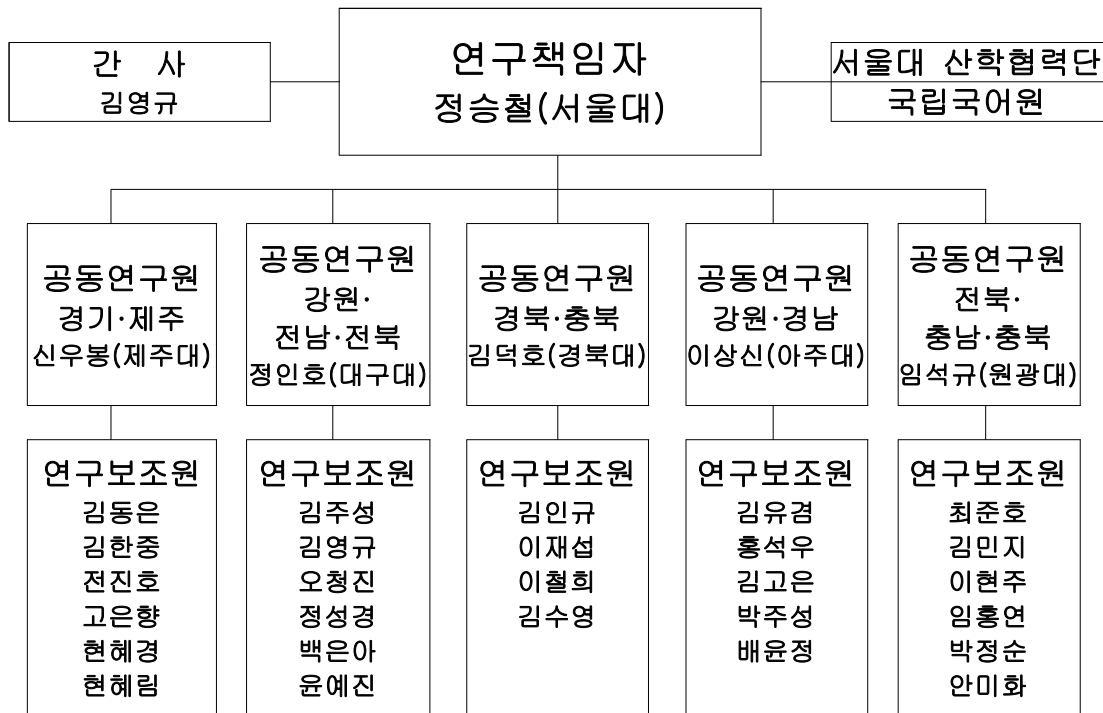 간 사
김영규
연구책임자
정승철(서울대)
서울대 산학협력단
국립국어원
공동연구원
경기·제주
신우봉(제주대)
공동연구원
강원·
전남·전북
정인호(대구대)
공동연구원
경북·충북
김덕호(경북대)
공동연구원
강원·경남
이상신(아주대)
공동연구원
전북·
충남·충북
임석규(원광대)
연구보조원
김동은
김한중
전진호
고은향
현혜경
현혜림
연구보조원
김주성
김영규
오청진
정성경
백은아
윤예진
연구보조원
김인규
이재섭
이철희
김수영
연구보조원
김유겸
홍석우
김고은
박주성
배윤정
연구보조원
최준호
김민지
이현주
임홍연
박정순
안미화